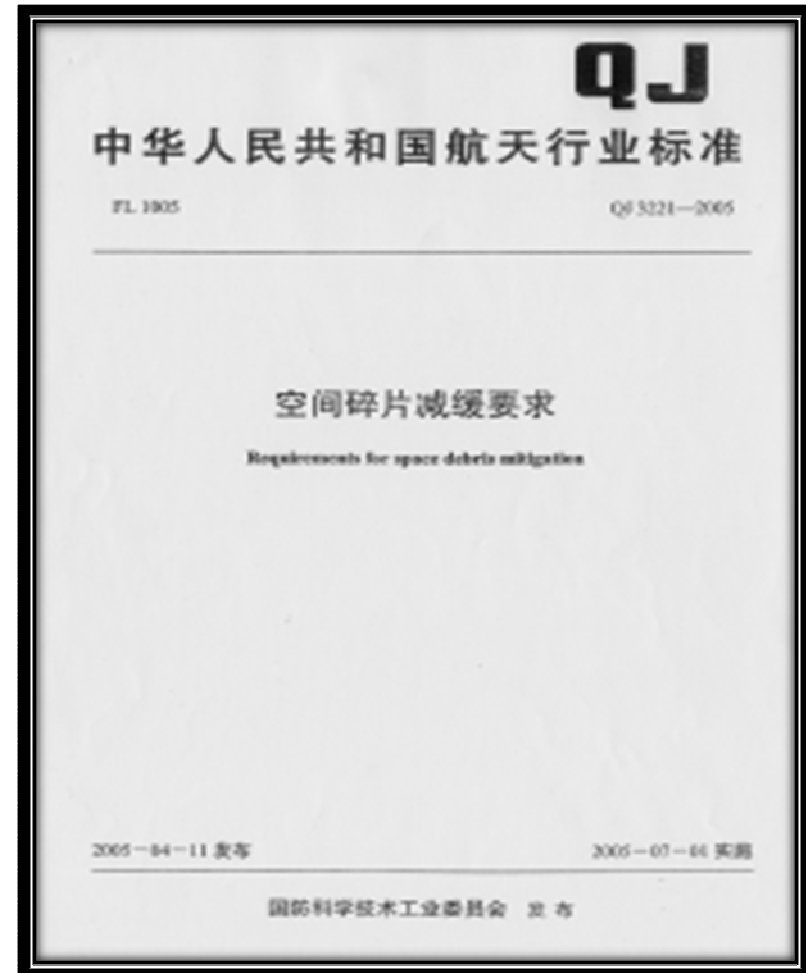 QJ
中华人民共和国航天行业标准
FL 1005
QJ 3221—2005
空间碎片减缓要求
Requirements for space debris mitigation
2005-04-11 发布
2005-07- 实施
国防科学技术工业委员会 发布